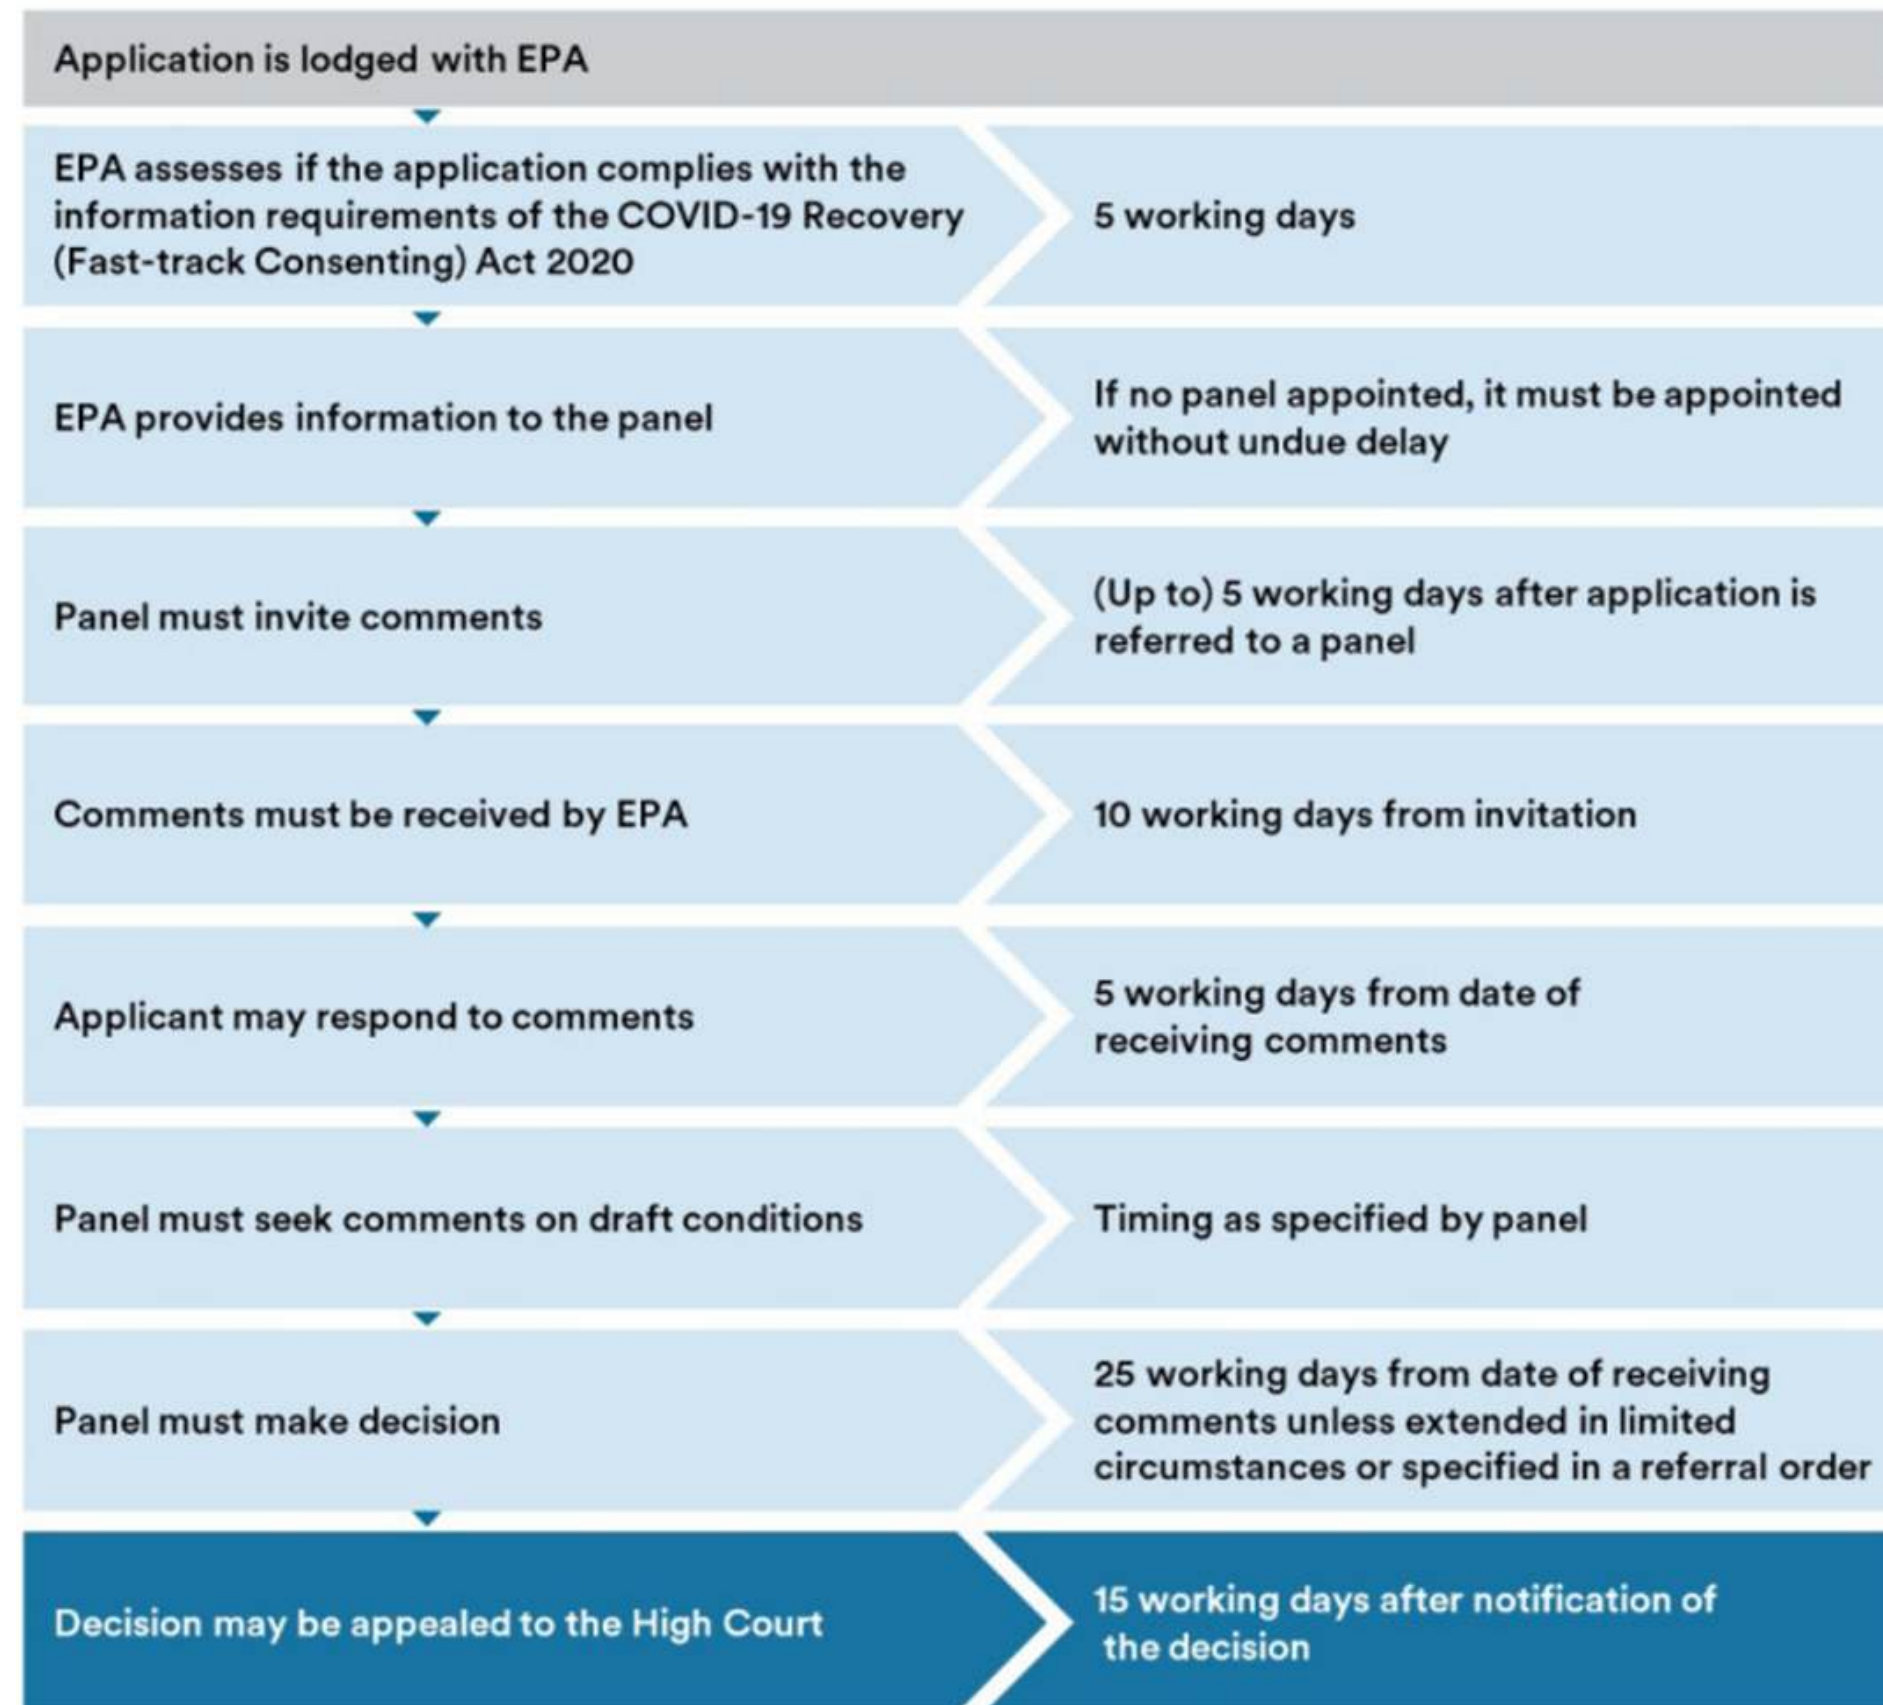 Application is lodged with EPA
EPA assesses if the application complies with the
information requirements of the COVID-19 Recovery
(Fast-track Consenting) Act 2020
5 working days
EPA provides information to the panel
If no panel appointed, it must be appointed
without undue delay
Panel must invite comments
(Up to) 5 working days after application is
referred to a panel
Comments must be received by EPA
10 working days from invitation
Applicant may respond to comments
5 working days from date of
receiving comments
Panel must seek comments on draft conditions
Timing as specified by panel
Panel must make decision
25 working days from date of receiving
comments unless extended in limited
circumstances or specified in a referral order
Decision may be appealed to the High Court
15 working days after notification of
the decision